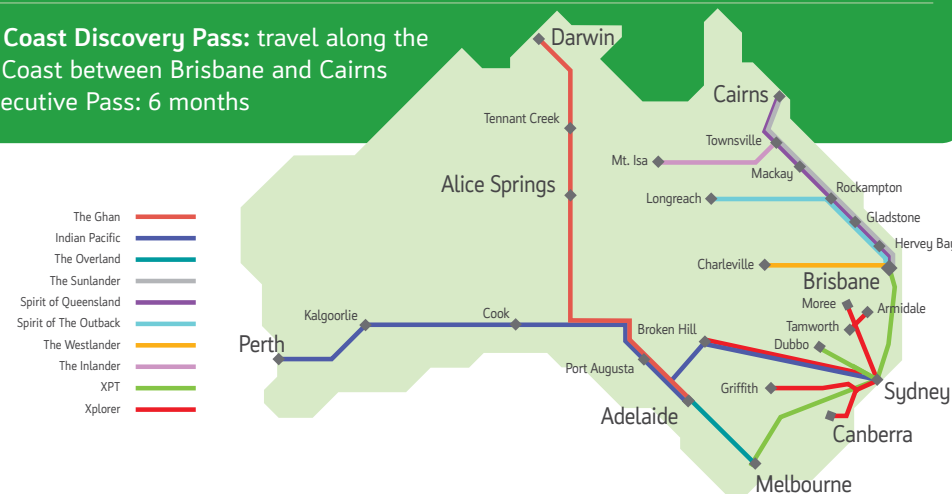 Coast Discovery Pass: travel along the
Coast between Brisbane and Cairns
ecutive Pass: 6 months
Darwin
Cairns
Tennant Creek
Townsville
Mt. Isa
Mackay
Alice Springs
Rockampton
Longreach
Gladstone
Hervey Bay
Charleville
Brisbane
The Ghan
Indian Pacific
The Overland
The Sunlander
Spirit of Queensland
Spirit of The Outback
The Westlander
The Inlander
XPT
Xplorer
Moree
Armidale
Kalgoorlie
Cook
Broken Hill
Tamworth
Dubbo
Perth
Port Augusta
Griffith
Sydney
Adelaide
Canberra
Melbourne